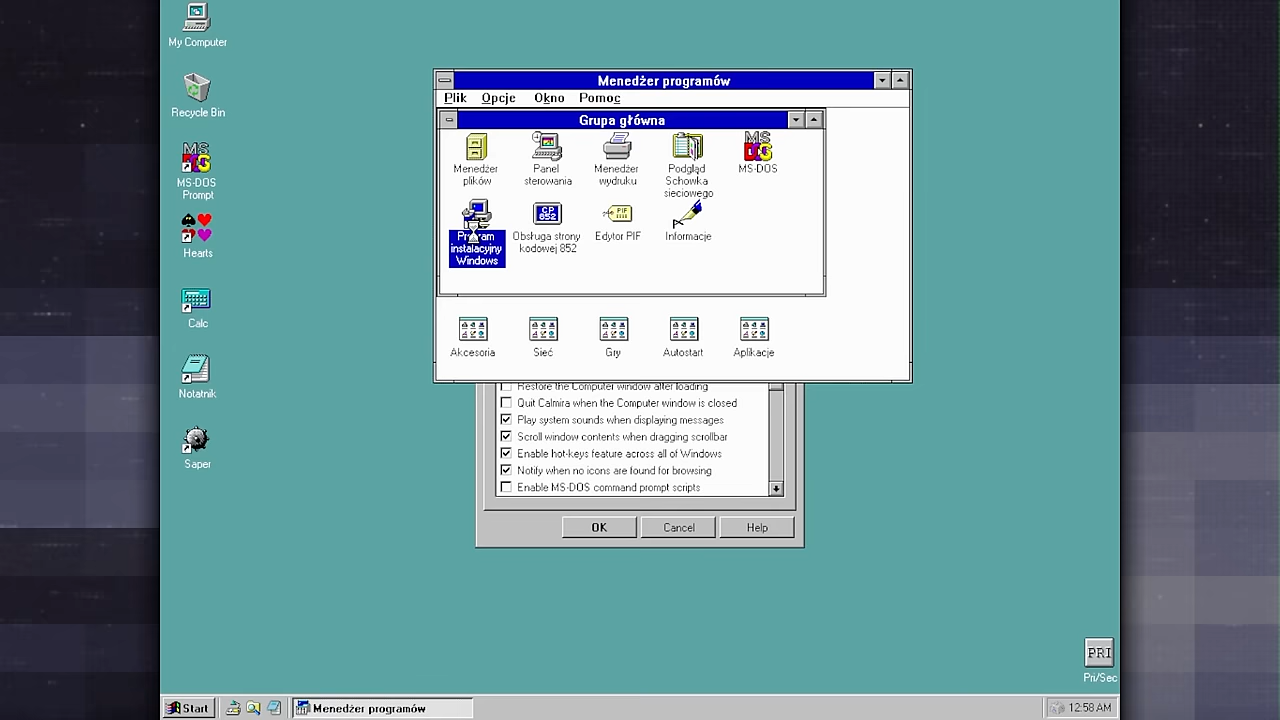 My Computer
Recycle Bin
MS-DOS
Prompt
Hearts
Calc
Notatnik
Saper
Menedżer programów
Plik Opcje Okno Pomoc
Grupa główna
Menedżer
plików
Panel
sterowania
Menedżer
wydruku
Podgląd
Schowka
sieciowego
MS-DOS
Program
instalacyjny
Windows
CP
852
Obsługa strony
kodowej 852
PIF
Edytor PIF
Informacje
Akcesoria
Sieć
Gry
Autostart
Aplikacje
Restore the Computer window after loading
Quit Calmira when the Computer window is closed
Play system sounds when displaying messages
Scroll window contents when dragging scrollbar
Enable hot-keys feature across all of Windows
Notify when no icons are found for browsing
Enable MS-DOS command prompt scripts
OK Cancel Help
PRI
Pri/Sec
Start
Menedżer programów
12:58 AM